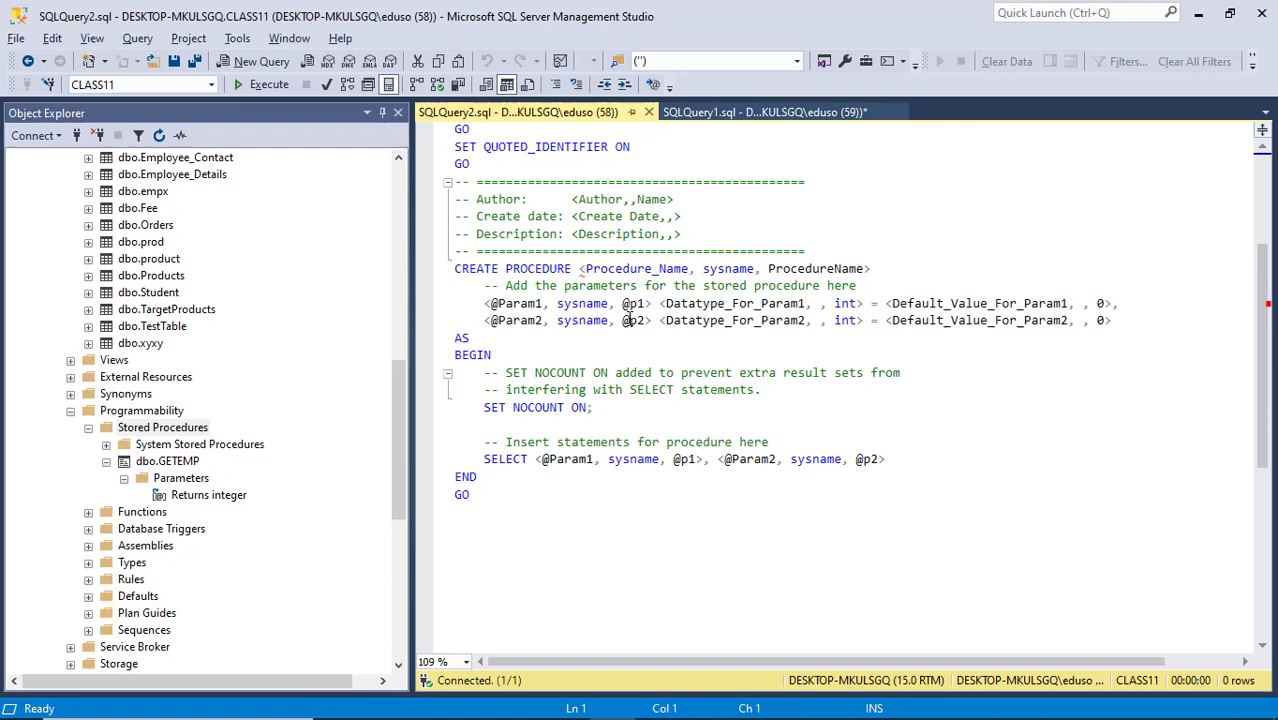 SQLQuery2.sql - DESKTOP-MKULSGQ.CLASS11 (DESKTOP-MKULSGQ\eduso (58)) - Microsoft SQL Server Management Studio
Quick Launch (Ctrl+Q)
File Edit View Query Project Tools Window Help
New Query
MDX DMX XMLA DAX
('')
Clear Data
Filters...
Clear All Filters
CLASS11
Execute
Object Explorer
Connect
dbo.Employee_Contact
dbo.Employee_Details
dbo.empx
dbo.Fee
dbo.Orders
dbo.prod
dbo.product
dbo.Products
dbo.Student
dbo.TargetProducts
dbo.TestTable
dbo.xyxy
Views
External Resources
Synonyms
Programmability
Stored Procedures
System Stored Procedures
dbo.GETEMP
Parameters
Returns integer
Functions
Database Triggers
Assemblies
Types
Rules
Defaults
Plan Guides
Sequences
Service Broker
Storage
SQLQuery2.sql - D...KULSGQ\eduso (58))
SQLQuery1.sql - D...KULSGQ\eduso (59))*
GO
SET QUOTED_IDENTIFIER ON
GO
-- =============================================
-- Author:		<Author,,Name>
-- Create date: <Create Date,,>
-- Description:	<Description,,>
-- =============================================
CREATE PROCEDURE <Procedure_Name, sysname, ProcedureName>
-- Add the parameters for the stored procedure here
<@Param1, sysname, @p1> <Datatype_For_Param1, , int> = <Default_Value_For_Param1, , 0>,
<@Param2, sysname, @p2> <Datatype_For_Param2, , int> = <Default_Value_For_Param2, , 0>
AS
BEGIN
-- SET NOCOUNT ON added to prevent extra result sets from
-- interfering with SELECT statements.
SET NOCOUNT ON;
-- Insert statements for procedure here
SELECT <@Param1, sysname, @p1>, <@Param2, sysname, @p2>
END
GO
109 %
Connected. (1/1)
DESKTOP-MKULSGQ (15.0 RTM)
DESKTOP-MKULSGQ\eduso ...
CLASS11
00:00:00
0 rows
Ready
Ln 1
Col 1
Ch 1
INS